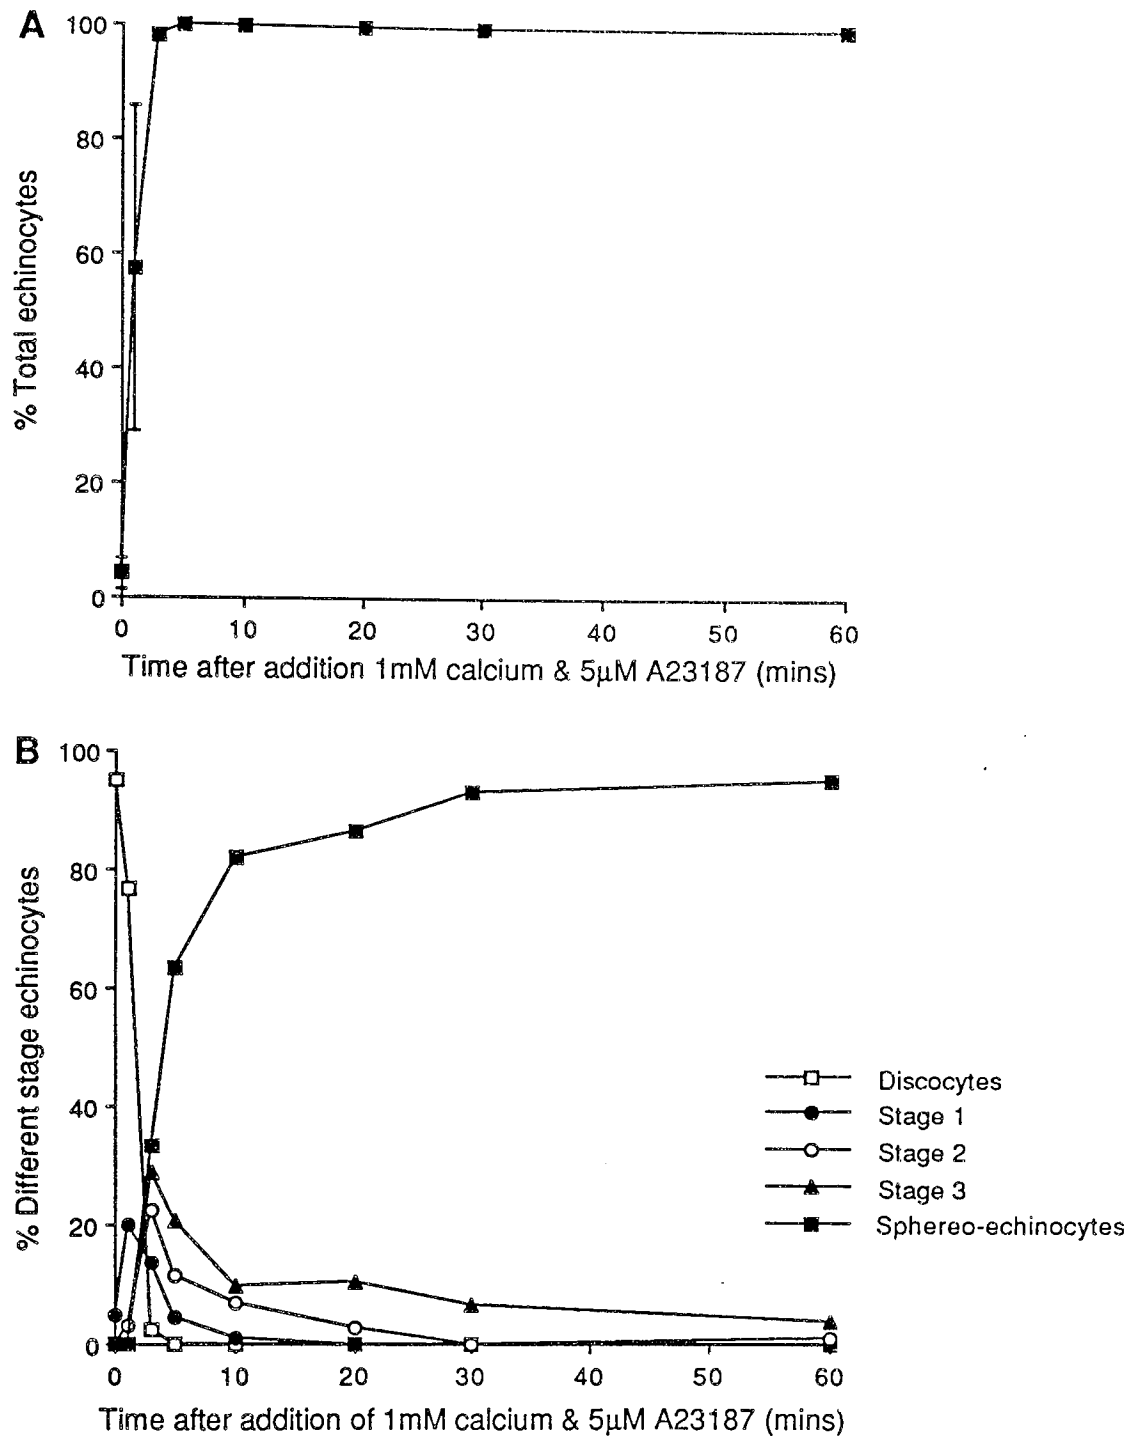 A
100
80
60
40
20
0
% Total echinocytes
0 10 20 30 40 50 60
Time after addition 1mM calcium & 5µM A23187 (mins)
B
100
80
60
40
20
0
% Different stage echinocytes
Discocytes
Stage 1
Stage 2
Stage 3
Sphereo-echinocytes
0 10 20 30 40 50 60
Time after addition of 1mM calcium & 5µM A23187 (mins)